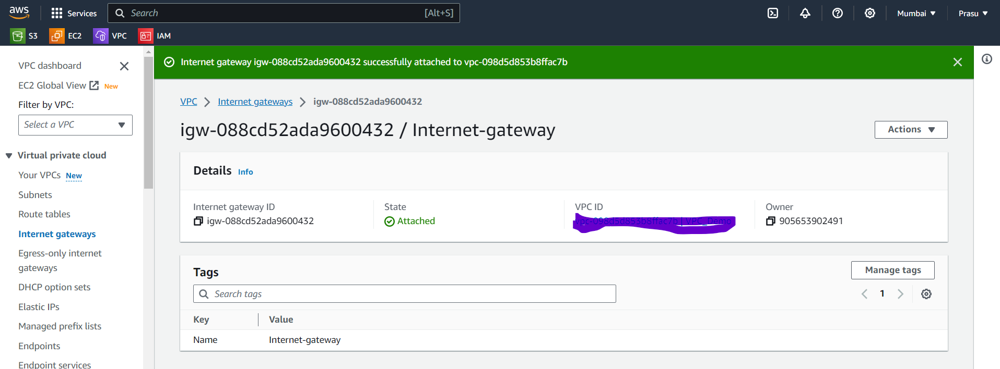 aws Services Search [Alt+S] Mumbai Prasu
S3 EC2 VPC IAM
VPC dashboard
EC2 Global View New
Filter by VPC:
Select a VPC
Virtual private cloud
Your VPCs New
Subnets
Route tables
Internet gateways
Egress-only internet
gateways
DHCP option sets
Elastic IPs
Managed prefix lists
Endpoints
Endpoint services
Internet gateway igw-088cd52ada9600432 successfully attached to vpc-098d5d853b8ffac7b
VPC Internet gateways igw-088cd52ada9600432
igw-088cd52ada9600432 / Internet-gateway
Actions
Details Info
Internet gateway ID
igw-088cd52ada9600432
State
Attached
VPC ID
vpc-098d5d853b8ffac7b | VPC_Demo
Owner
905653902491
Tags
Manage tags
Search tags
1
Key Value
Name Internet-gateway